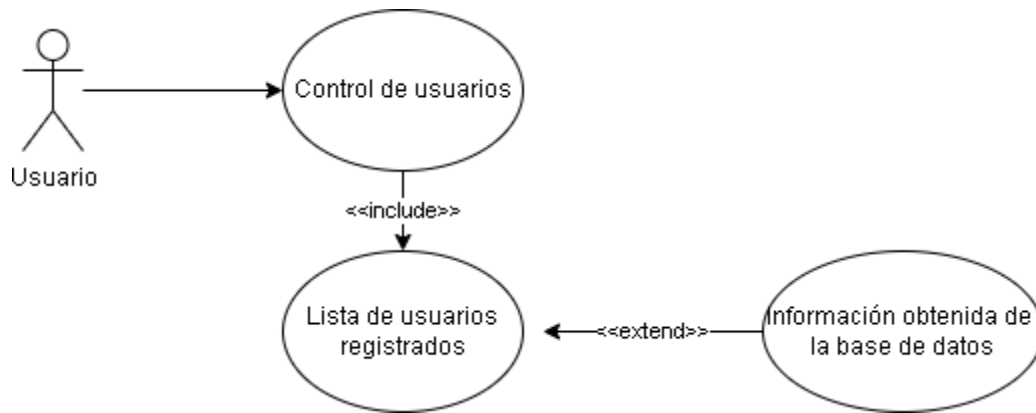 Control de usuarios
Usuario
<<include>>
Lista de usuarios
registrados
<<extend>>
Información obtenida de
la base de datos